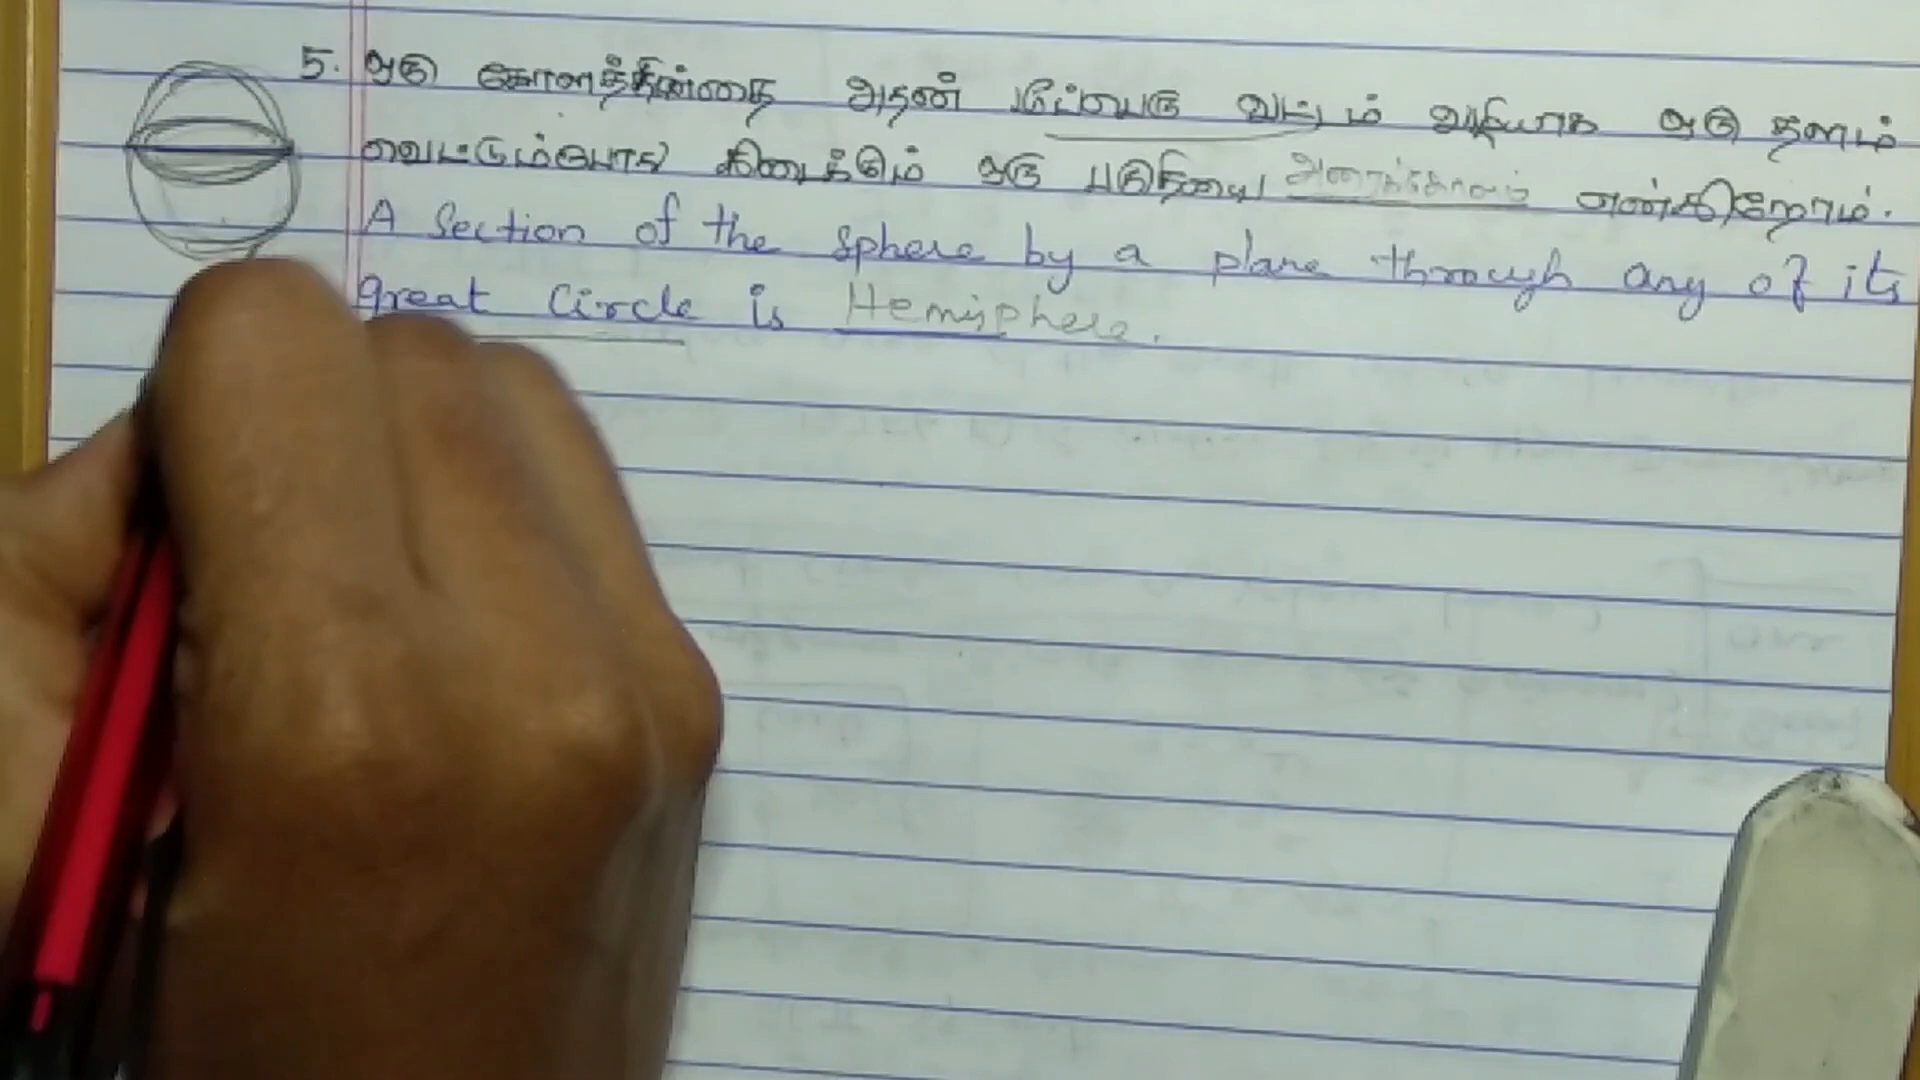 5. ஒரு கோளத்தினை அதன் மீப்பெரு வட்டம் வழியாக ஒரு தளம்
வெட்டும்போது கிடைக்கும் ஒரு பகுதியை அரைக்கோளம் என்கிறோம்.
A Section of the Sphere by a plane through any of its
great Circle is Hemisphere.